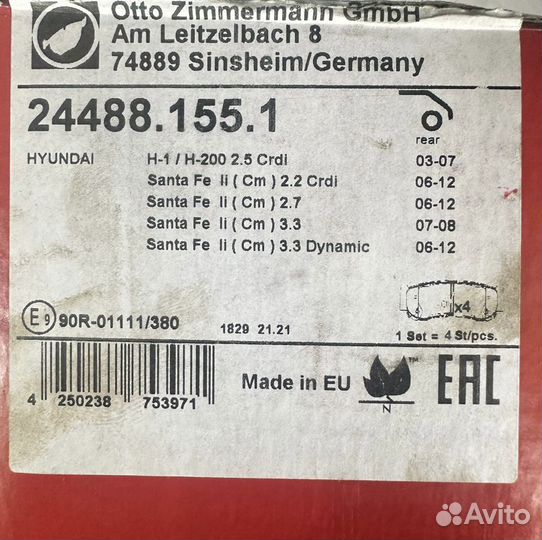 Otto Zimmermann GmbH
Am Leitzelbach 8
74889 Sinsheim/Germany
24488.155.1
rear
HYUNDAI H-1 / H-200 2.5 Crdi 03-07
Santa Fe Ii ( Cm ) 2.2 Crdi 06-12
Santa Fe Ii ( Cm ) 2.7 06-12
Santa Fe Ii ( Cm ) 3.3 07-08
Santa Fe Ii ( Cm ) 3.3 Dynamic 06-12
x4
E9 90R-01111/380 1829 21.21 1 Set = 4 St/pcs.
Made in EU ™ EAC
N
4 250238 753971
Avito